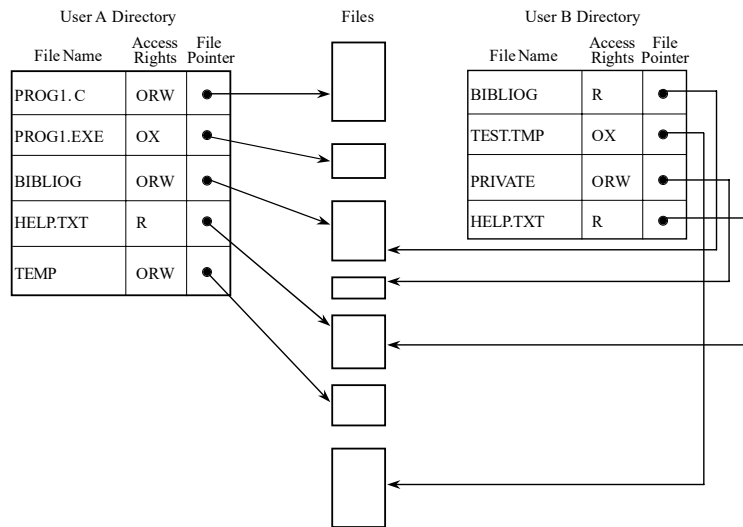 User A Directory
File Name Access Rights File Pointer
PROG1. C ORW
PROG1.EXE OX
BIBLIOG ORW
HELP.TXT R
TEMP ORW
Files
User B Directory
File Name Access Rights File Pointer
BIBLIOG R
TEST.TMP OX
PRIVATE ORW
HELP.TXT R